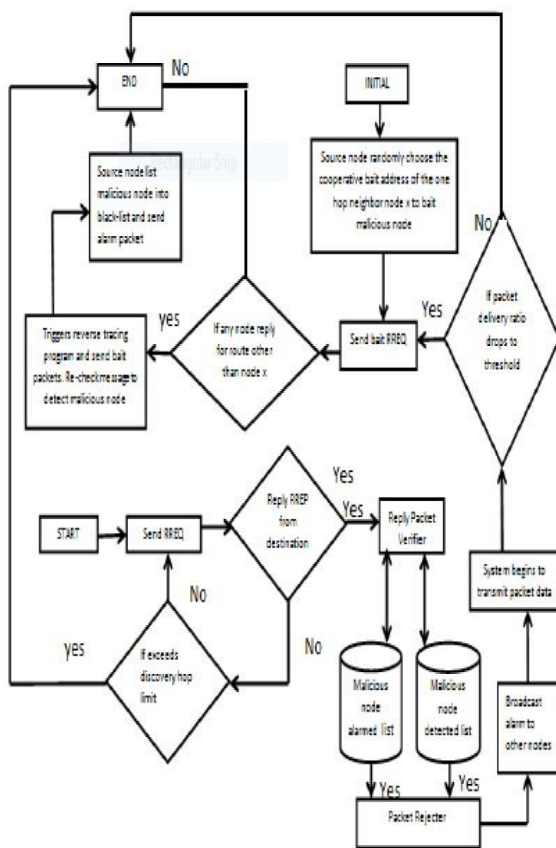 No
END
INITIAL
Rectangular Snip
Source node list
malicious node into
black-list and send
alarm packet
Source node randomly choose the
cooperative bait address of the one
hop neighbor node x to bait
malicious node
No
yes
Yes
If packet
delivery ratio
drops to
threshold
Triggers reverse tracing
program and send bait
packets. Re-checkmessage to
detect malicious node
If any node reply
for route other
than node x
Send bait RREQ
Yes
Yes
START
Send RREQ
Reply RREP
from
destination
Reply Packet
Verifier
System begins to
transmit packet data
No
yes
No
If exceeds
discovery hop
limit
Malicious
node
alarmed list
Malicious
node
detected list
Broadcast
alarm to
other nodes
Yes
Yes
Packet Rejecter